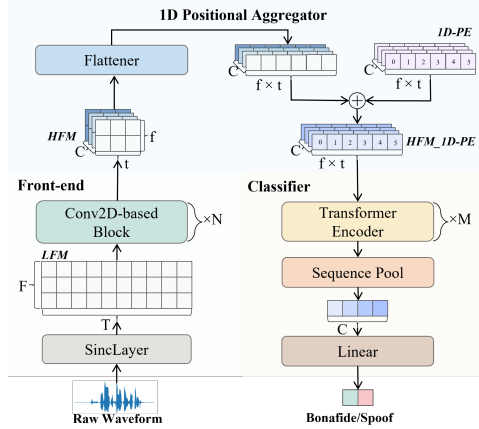 1D Positional Aggregator
1D-PE
Flattener
C
f × t
C
0 1 2 3 4 5
f × t
HFM
C
f
t
0 1 2 3 4 5
C
HFM_1D-PE
f × t
Front-end
Classifier
Conv2D-based
Block
×N
Transformer
Encoder
×M
LFM
F
T
Sequence Pool
C
SincLayer
Linear
Raw Waveform
Bonafide/Spoof